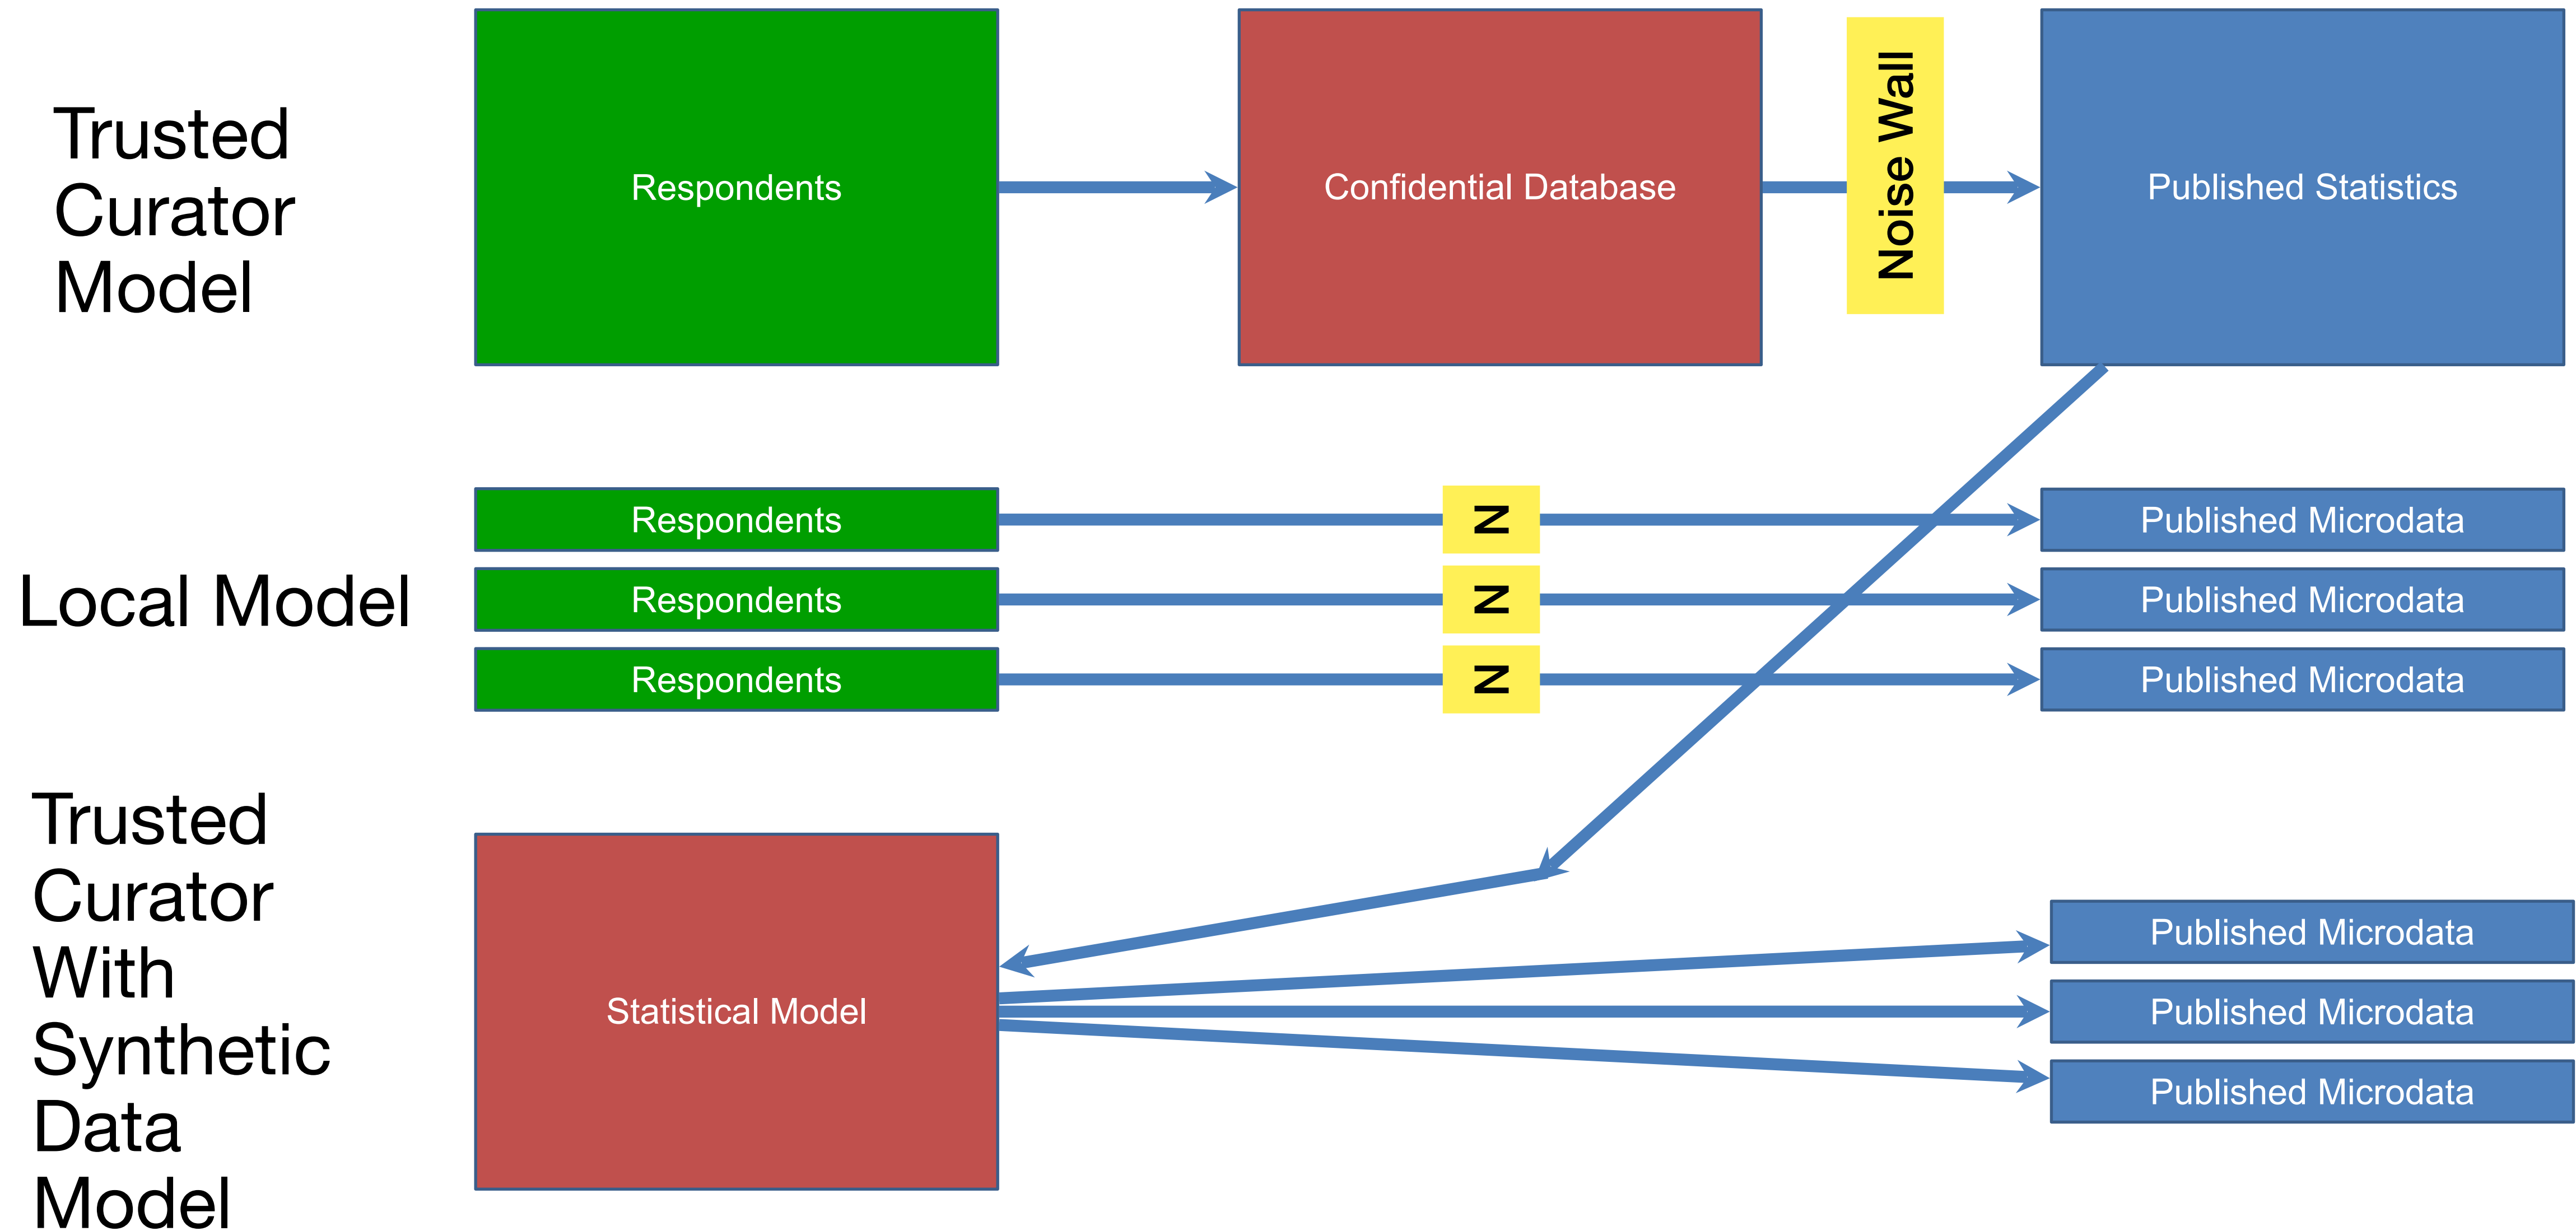 Trusted
Curator
Model
Respondents
Confidential Database
Noise Wall
Published Statistics
Local Model
Respondents
N
Published Microdata
Respondents
N
Published Microdata
Respondents
N
Published Microdata
Trusted
Curator
With
Synthetic
Data
Model
Statistical Model
Published Microdata
Published Microdata
Published Microdata